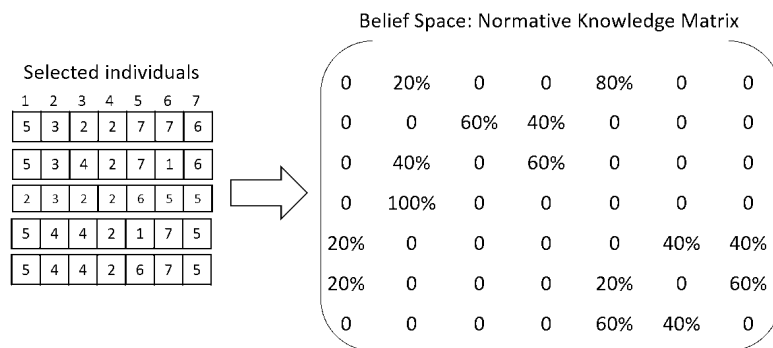 Belief Space: Normative Knowledge Matrix
Selected individuals
1 2 3 4 5 6 7
5 3 2 2 7 7 6
5 3 4 2 7 1 6
2 3 2 2 6 5 5
5 4 4 2 1 7 5
5 4 4 2 6 7 5
0 20% 0 0 80% 0 0
0 0 60% 40% 0 0 0
0 40% 0 60% 0 0 0
0 100% 0 0 0 0 0
20% 0 0 0 0 40% 40%
20% 0 0 0 20% 0 60%
0 0 0 0 60% 40% 0